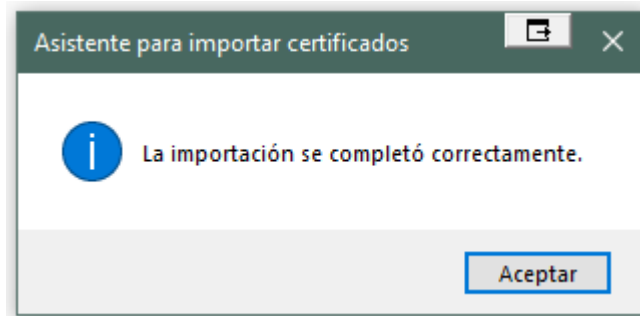 Asistente para importar certificados
La importación se completó correctamente.
Aceptar